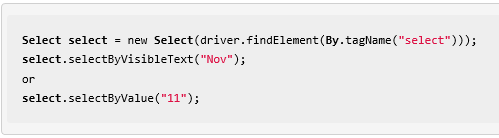 Select select = new Select(driver.findElement(By.tagName("select")));
select.selectByVisibleText("Nov");
or
select.selectByValue("11");